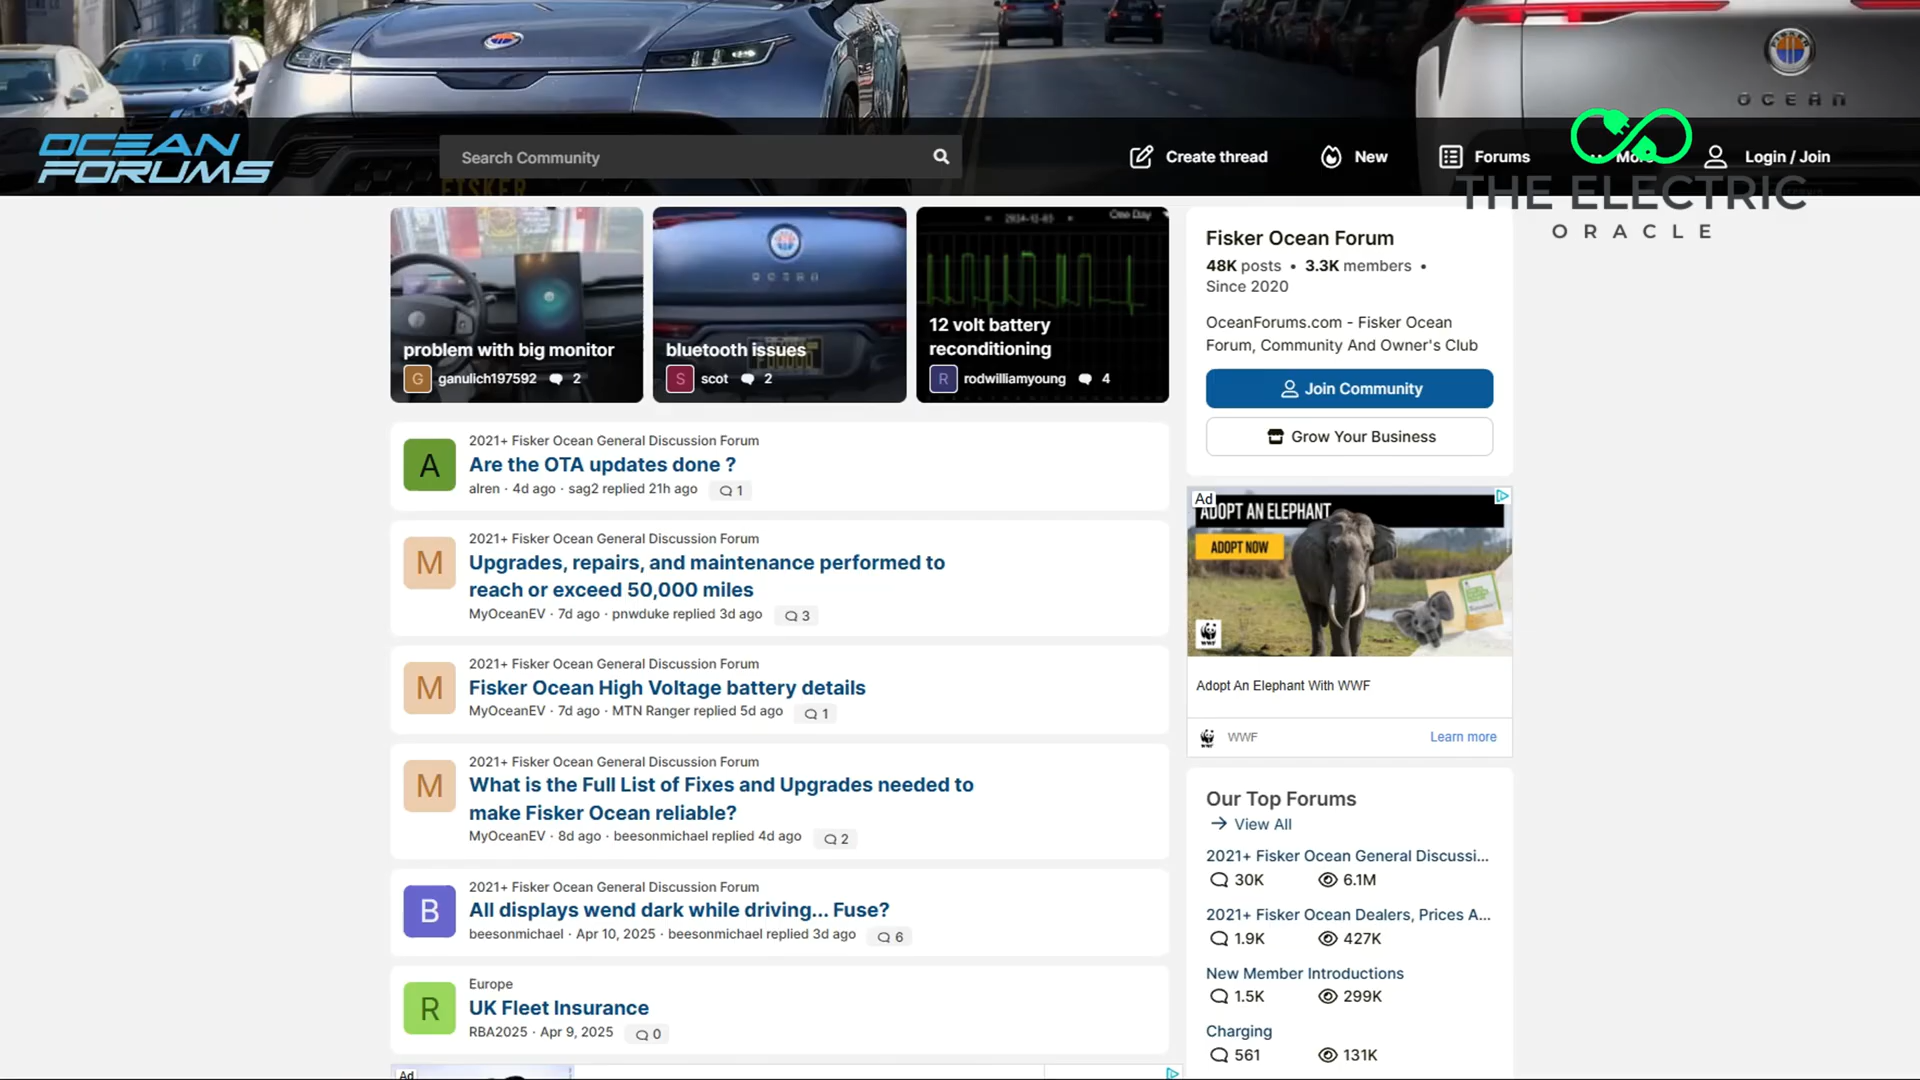 OCEAN
OCEAN
FORUMS
Search Community
Create thread
New
Forums
More
Login / Join
FISKER
THE ELECTRIC
ORACLE
OCEAN
2024-12-03
One Day
problem with big monitor
G ganulich197592 2
bluetooth issues
S scot 2
12 volt battery
reconditioning
R rodwilliamyoung 4
A
2021+ Fisker Ocean General Discussion Forum
Are the OTA updates done ?
alren · 4d ago · sag2 replied 21h ago 1
M
2021+ Fisker Ocean General Discussion Forum
Upgrades, repairs, and maintenance performed to
reach or exceed 50,000 miles
MyOceanEV · 7d ago · pnwduke replied 3d ago 3
M
2021+ Fisker Ocean General Discussion Forum
Fisker Ocean High Voltage battery details
MyOceanEV · 7d ago · MTN Ranger replied 5d ago 1
M
2021+ Fisker Ocean General Discussion Forum
What is the Full List of Fixes and Upgrades needed to
make Fisker Ocean reliable?
MyOceanEV · 8d ago · beesonmichael replied 4d ago 2
B
2021+ Fisker Ocean General Discussion Forum
All displays wend dark while driving... Fuse?
beesonmichael · Apr 10, 2025 · beesonmichael replied 3d ago 6
R
Europe
UK Fleet Insurance
RBA2025 · Apr 9, 2025 0
Ad
Fisker Ocean Forum
48K posts • 3.3K members •
Since 2020
OceanForums.com - Fisker Ocean
Forum, Community And Owner's Club
Join Community
Grow Your Business
Ad
ADOPT AN ELEPHANT
ADOPT NOW
WWF
Adopt An Elephant With WWF
WWF
Learn more
Our Top Forums
View All
2021+ Fisker Ocean General Discussi...
30K 6.1M
2021+ Fisker Ocean Dealers, Prices A...
1.9K 427K
New Member Introductions
1.5K 299K
Charging
561 131K